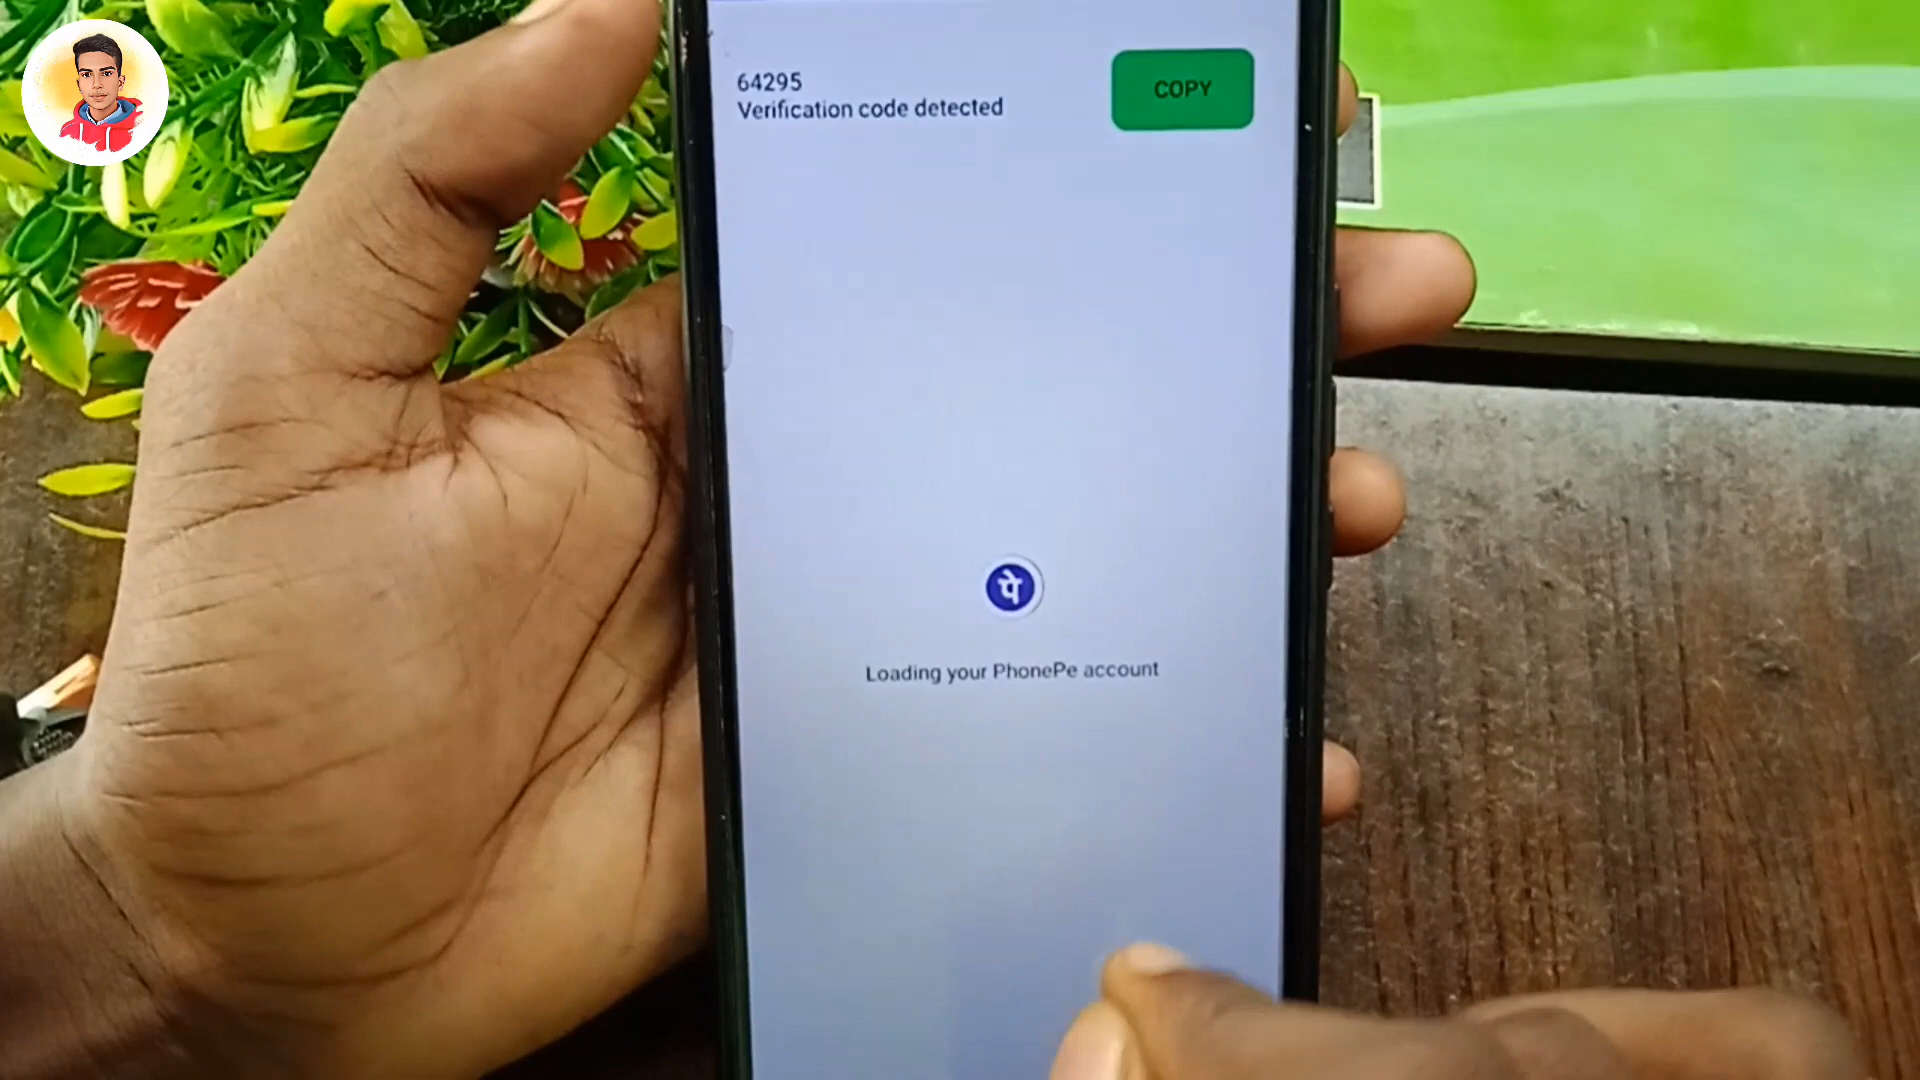 64295
Verification code detected
COPY
पे
Loading your PhonePe account